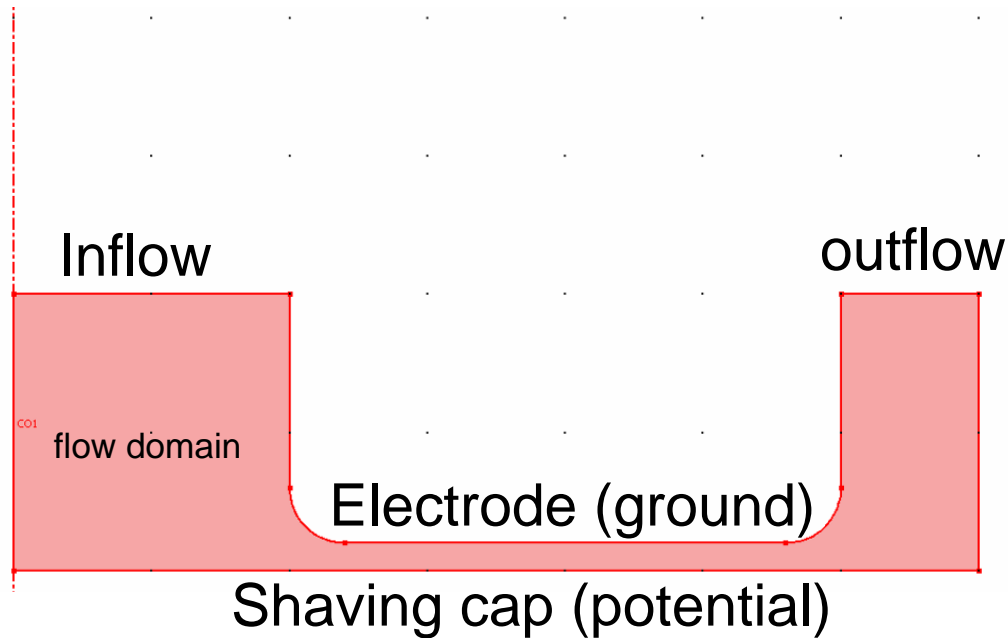 Inflow
outflow
CO1
flow domain
Electrode (ground)
Shaving cap (potential)